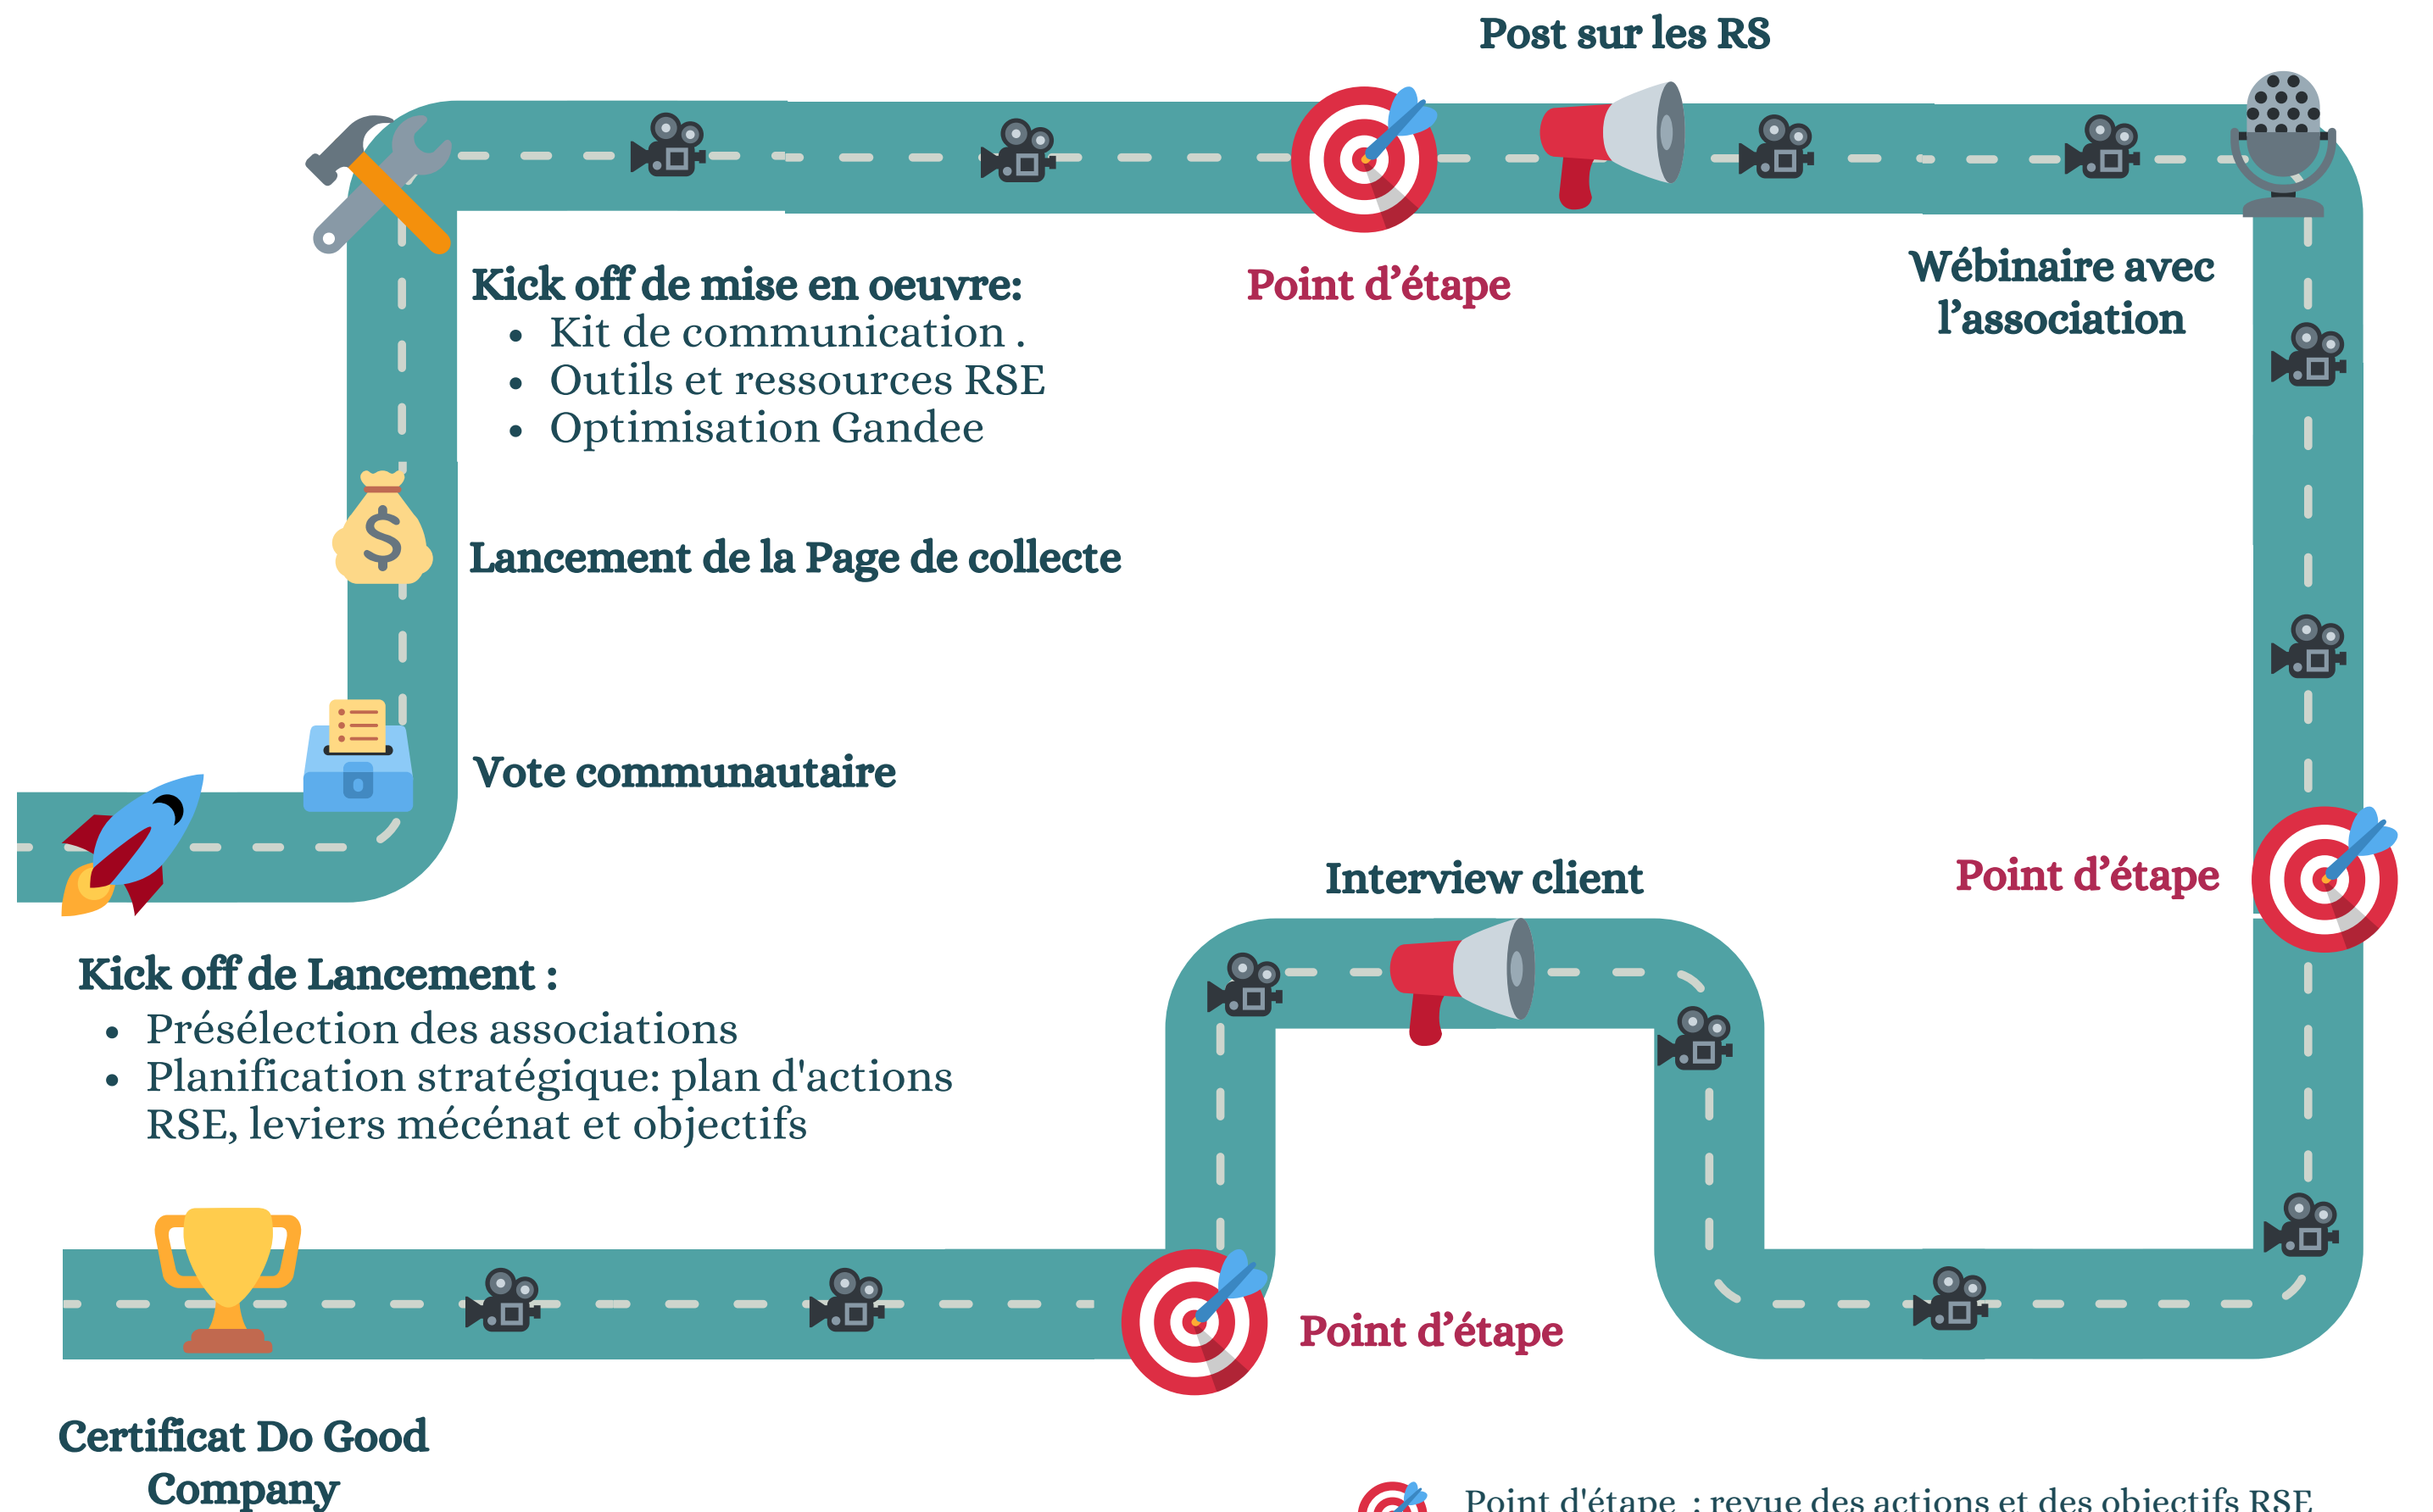 Post sur les RS
Kick off de mise en oeuvre:
• Kit de communication .
• Outils et ressources RSE
• Optimisation Gandee
Point d’étape
Wébinaire avec
l’association
Lancement de la Page de collecte
Vote communautaire
Interview client
Point d’étape
Kick off de Lancement :
• Présélection des associations
• Planification stratégique: plan d'actions
RSE, leviers mécénat et objectifs
Point d’étape
Certificat Do Good
Company
Point d'étape : revue des actions et des objectifs RSE